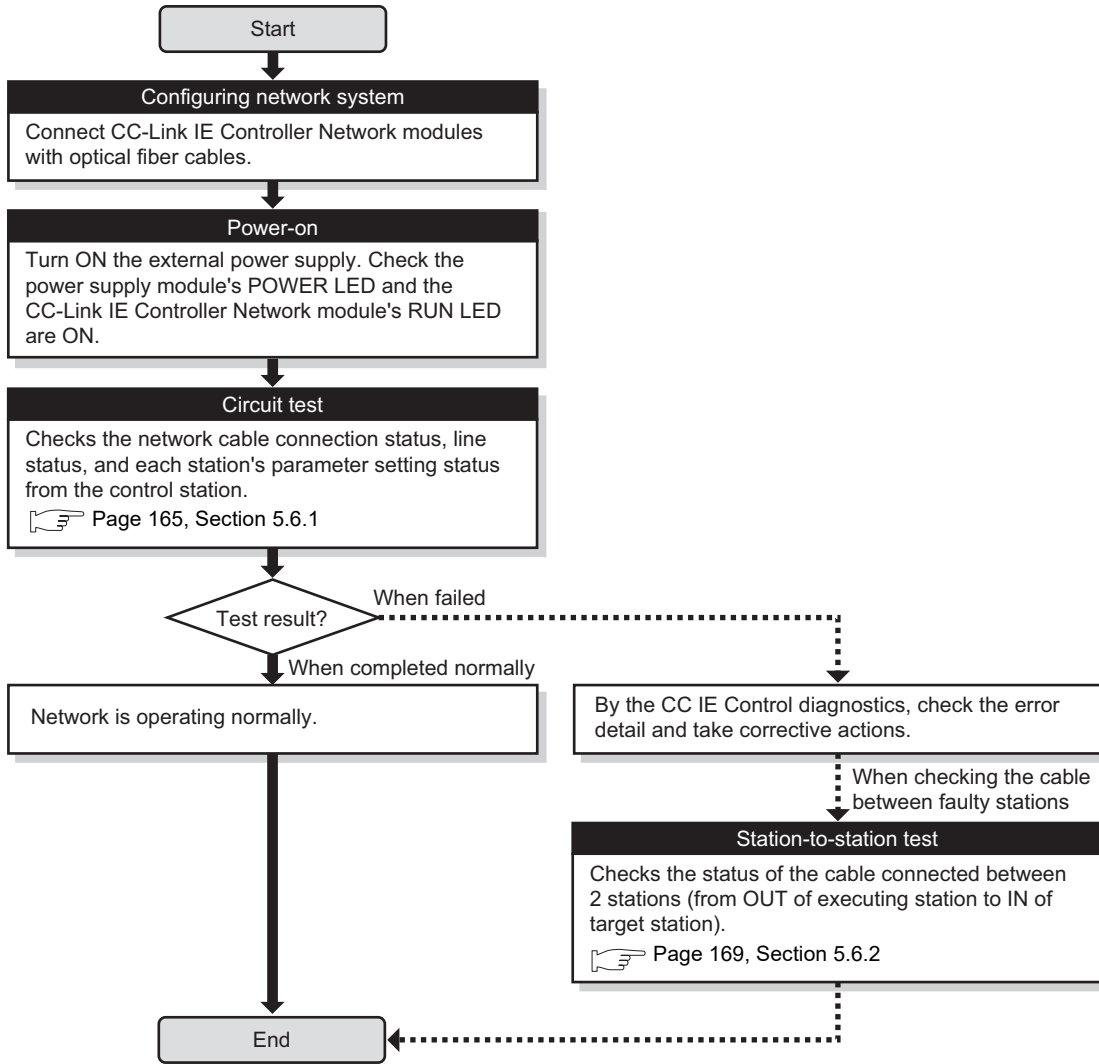 Start
Configuring network system
Connect CC-Link IE Controller Network modules
with optical fiber cables.
Power-on
Turn ON the external power supply. Check the
power supply module's POWER LED and the
CC-Link IE Controller Network module's RUN LED
are ON.
Circuit test
Checks the network cable connection status, line
status, and each station's parameter setting status
from the control station.
Page 165, Section 5.6.1
Test result?
When failed
When completed normally
Network is operating normally.
By the CC IE Control diagnostics, check the error
detail and take corrective actions.
When checking the cable
between faulty stations
Station-to-station test
Checks the status of the cable connected between
2 stations (from OUT of executing station to IN of
target station).
Page 169, Section 5.6.2
End